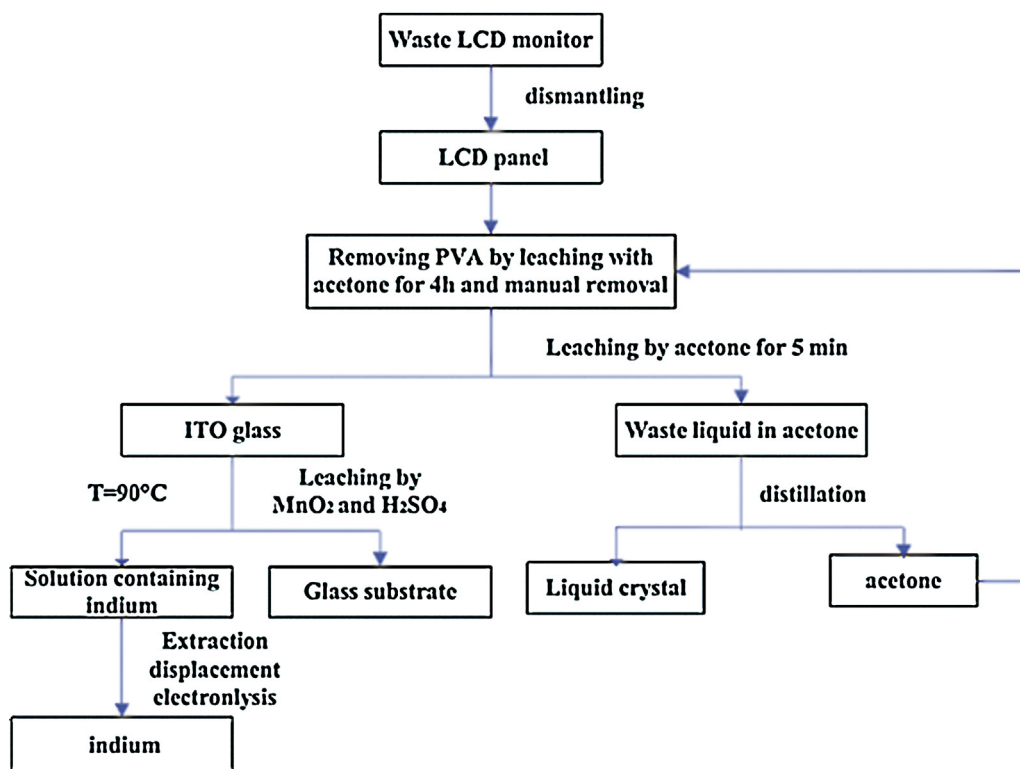 Waste LCD monitor
dismantling
LCD panel
Removing PVA by leaching with
acetone for 4h and manual removal
Leaching by acetone for 5 min
ITO glass
Waste liquid in acetone
T=90°C
Leaching by
MnO₂ and H₂SO₄
distillation
Solution containing
indium
Glass substrate
Liquid crystal
acetone
Extraction
displacement
electronlysis
indium